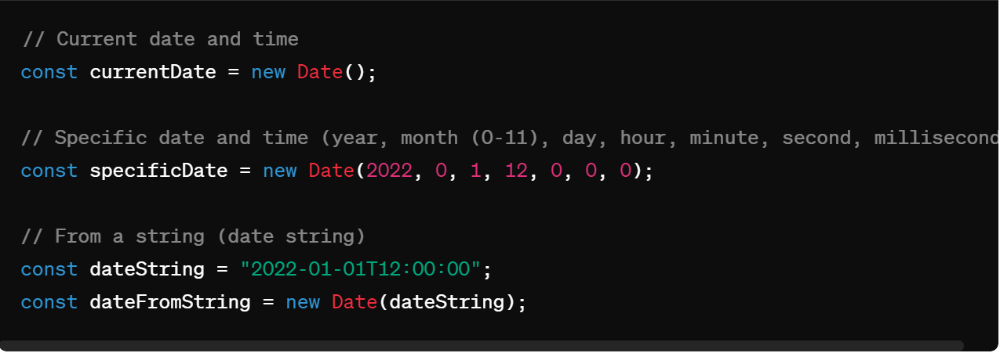 // Current date and time
const currentDate = new Date();
// Specific date and time (year, month (0-11), day, hour, minute, second, millisecond
const specificDate = new Date(2022, 0, 1, 12, 0, 0, 0);
// From a string (date string)
const dateString = "2022-01-01T12:00:00";
const dateFromString = new Date(dateString);